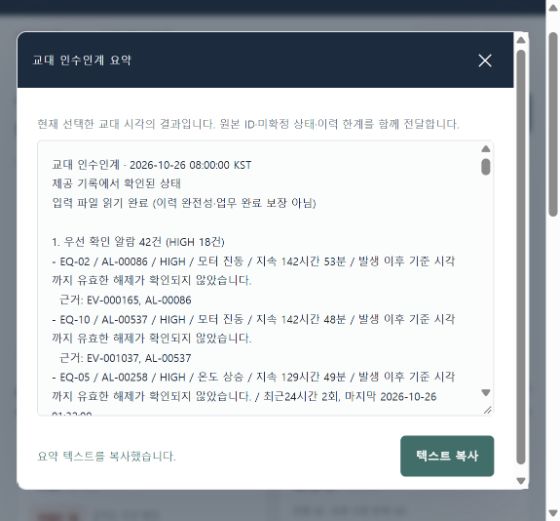 교대 인수인계 요약
현재 선택한 교대 시각의 결과입니다. 원본 ID·미확정 상태·이력 한계를 함께 전달합니다.
교대 인수인계 - 2026-10-26 08:00:00 KST
제공 기록에서 확인된 상태
입력 파일 읽기 완료 (이력 완전성·업무 완료 보장 아님)
1. 우선 확인 알람 42건 (HIGH 18건)
- EQ-02 / AL-00086 / HIGH / 모터 진동 / 지속 142시간 53분 / 발생 이후 기준 시각
까지 유효한 해제가 확인되지 않았습니다.
근거: EV-000165, AL-00086
- EQ-10 / AL-00537 / HIGH / 모터 진동 / 지속 142시간 48분 / 발생 이후 기준 시각
까지 유효한 해제가 확인되지 않았습니다.
근거: EV-001037, AL-00537
- EQ-05 / AL-00258 / HIGH / 온도 상승 / 지속 129시간 49분 / 발생 이후 기준 시각
까지 유효한 해제가 확인되지 않았습니다. / 최근24시간 2회, 마지막 2026-10-26
요약 텍스트를 복사했습니다.
텍스트 복사